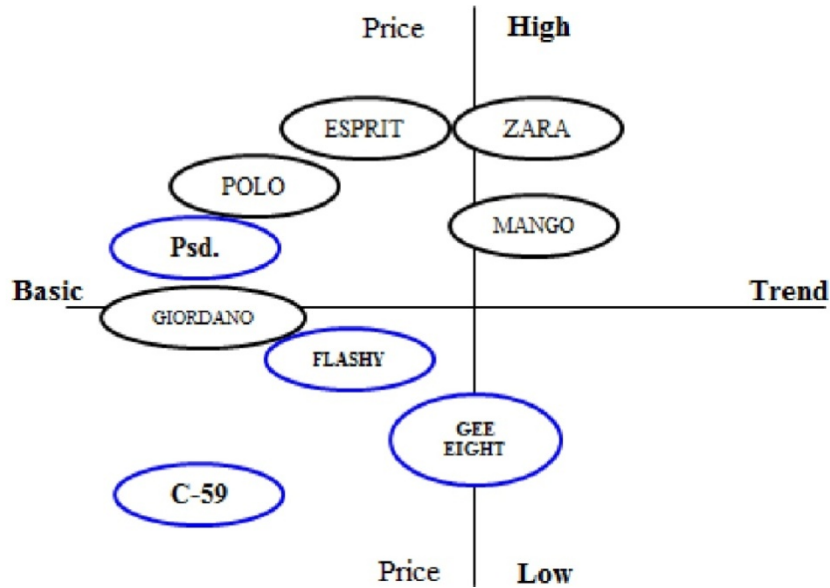 Price High
ESPRIT ZARA
POLO
MANGO
Psd.
Basic Trend
GIORDANO
FLASHY
GEE
EIGHT
C-59
Price Low